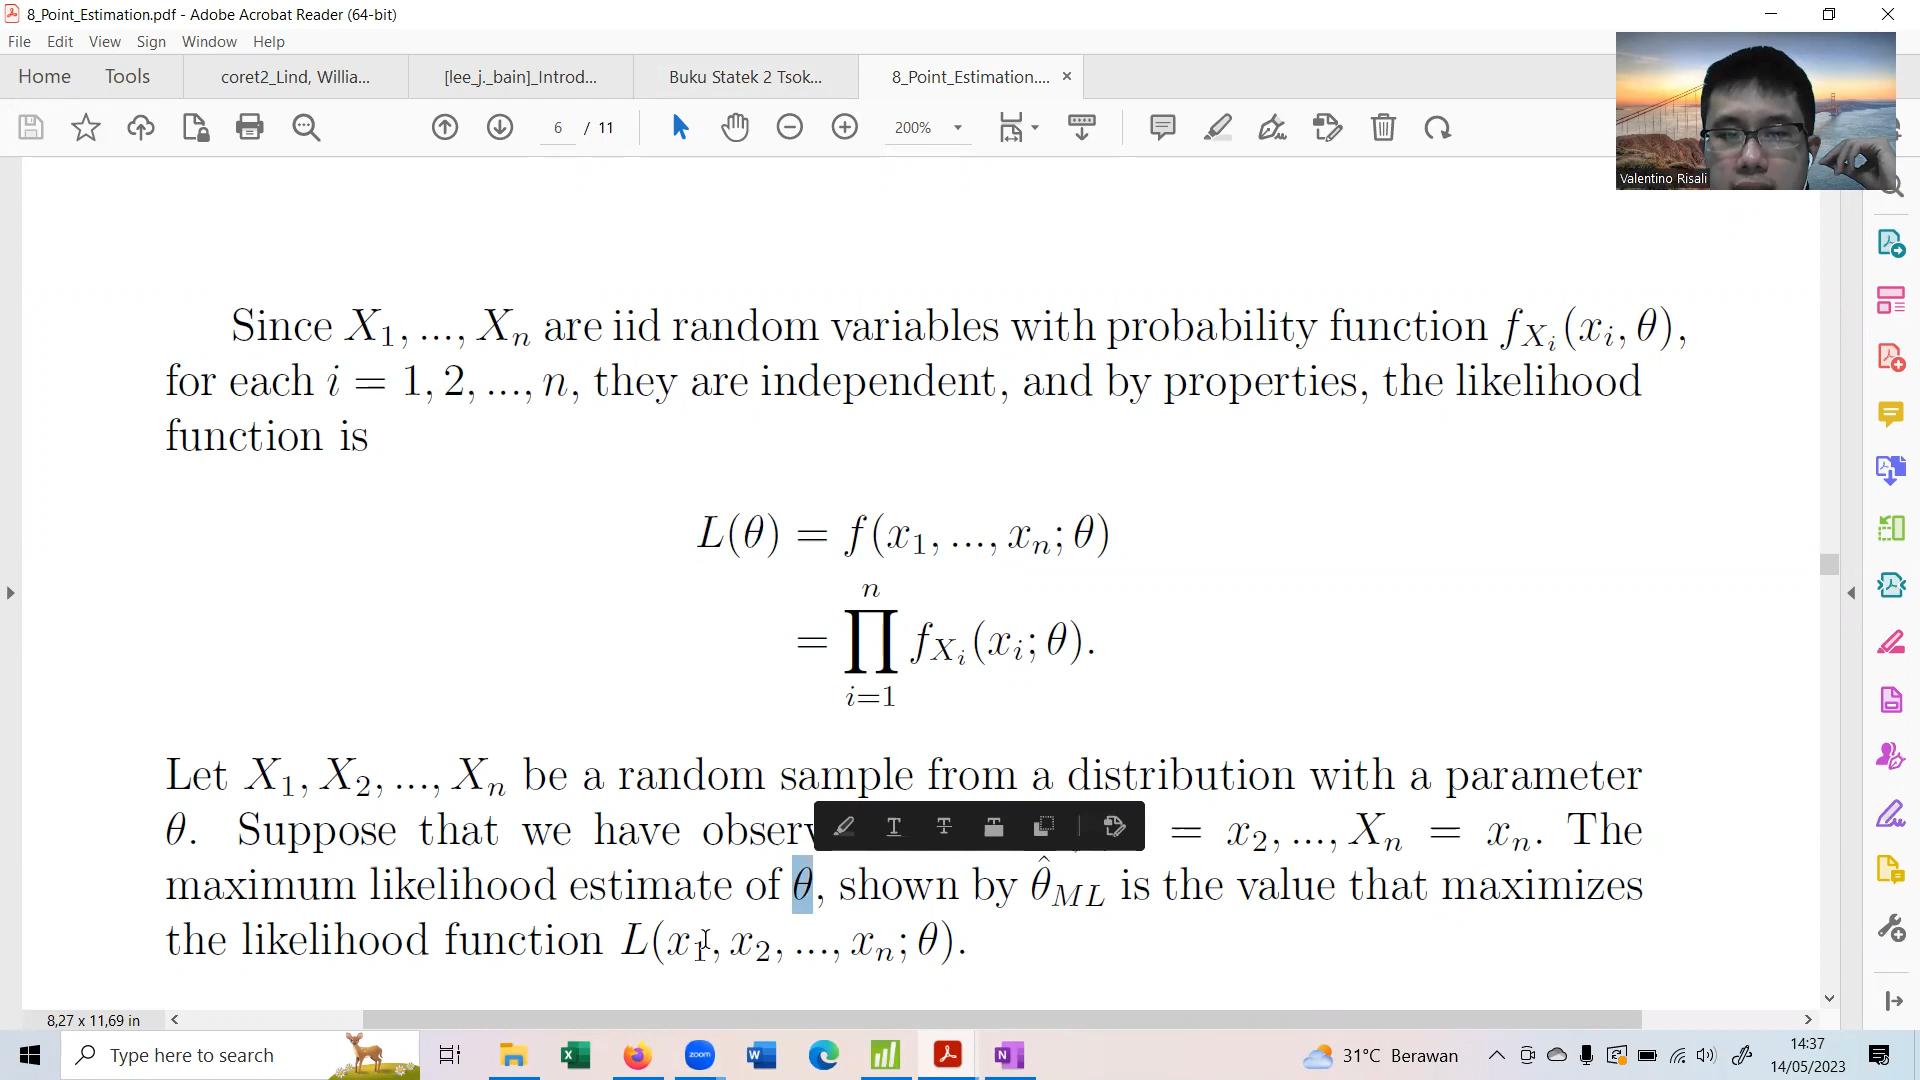 8_Point_Estimation.pdf - Adobe Acrobat Reader (64-bit)
File Edit View Sign Window Help
Home Tools coret2_Lind, Willia... [lee_j._bain]_Introd... Buku Statek 2 Tsok... 8_Point_Estimation.... ×
6 / 11 200%
Valentino Risali
Since X₁, ..., Xₙ are iid random variables with probability function f_{X_i}(x_i, θ),
for each i = 1, 2, ..., n, they are independent, and by properties, the likelihood
function is
L(θ) = f(x₁, ..., xₙ; θ)
= ∏_{i=1}^{n} f_{X_i}(x_i; θ).
Let X₁, X₂, ..., Xₙ be a random sample from a distribution with a parameter
θ. Suppose that we have = x₂, ..., Xₙ = xₙ. The
maximum likelihood estimate of θ, shown by θ̂_{ML} is the value that maximizes
the likelihood function L(x₁, x₂, ..., xₙ; θ).
8,27 x 11,69 in
Type here to search
zoom
31°C Berawan
14:37
14/05/2023